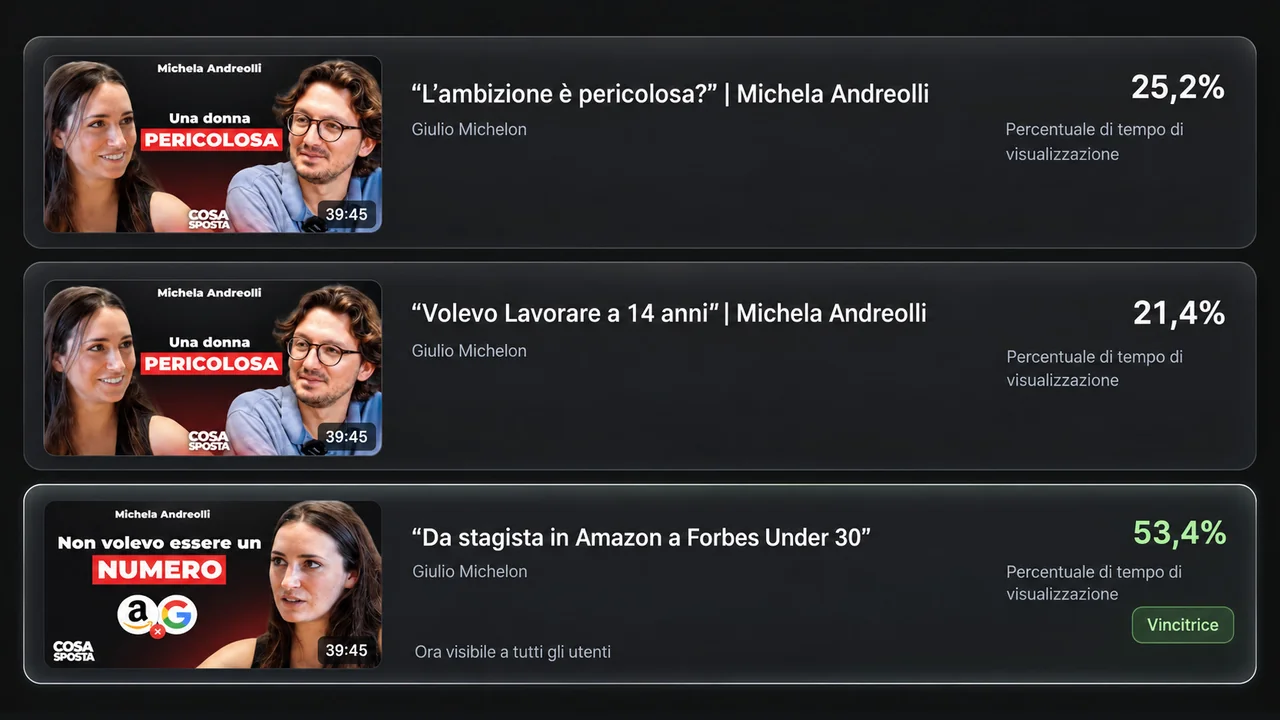 Michela Andreolli
Una donna
PERICOLOSA
COSA
SPOSTA
39:45
“L’ambizione è pericolosa?” | Michela Andreolli
Giulio Michelon
25,2%
Percentuale di tempo di
visualizzazione
Michela Andreolli
Una donna
PERICOLOSA
COSA
SPOSTA
39:45
“Volevo Lavorare a 14 anni” | Michela Andreolli
Giulio Michelon
21,4%
Percentuale di tempo di
visualizzazione
Michela Andreolli
Non volevo essere un
NUMERO
a G
COSA
SPOSTA
39:45
“Da stagista in Amazon a Forbes Under 30”
Giulio Michelon
Ora visibile a tutti gli utenti
53,4%
Percentuale di tempo di
visualizzazione
Vincitrice